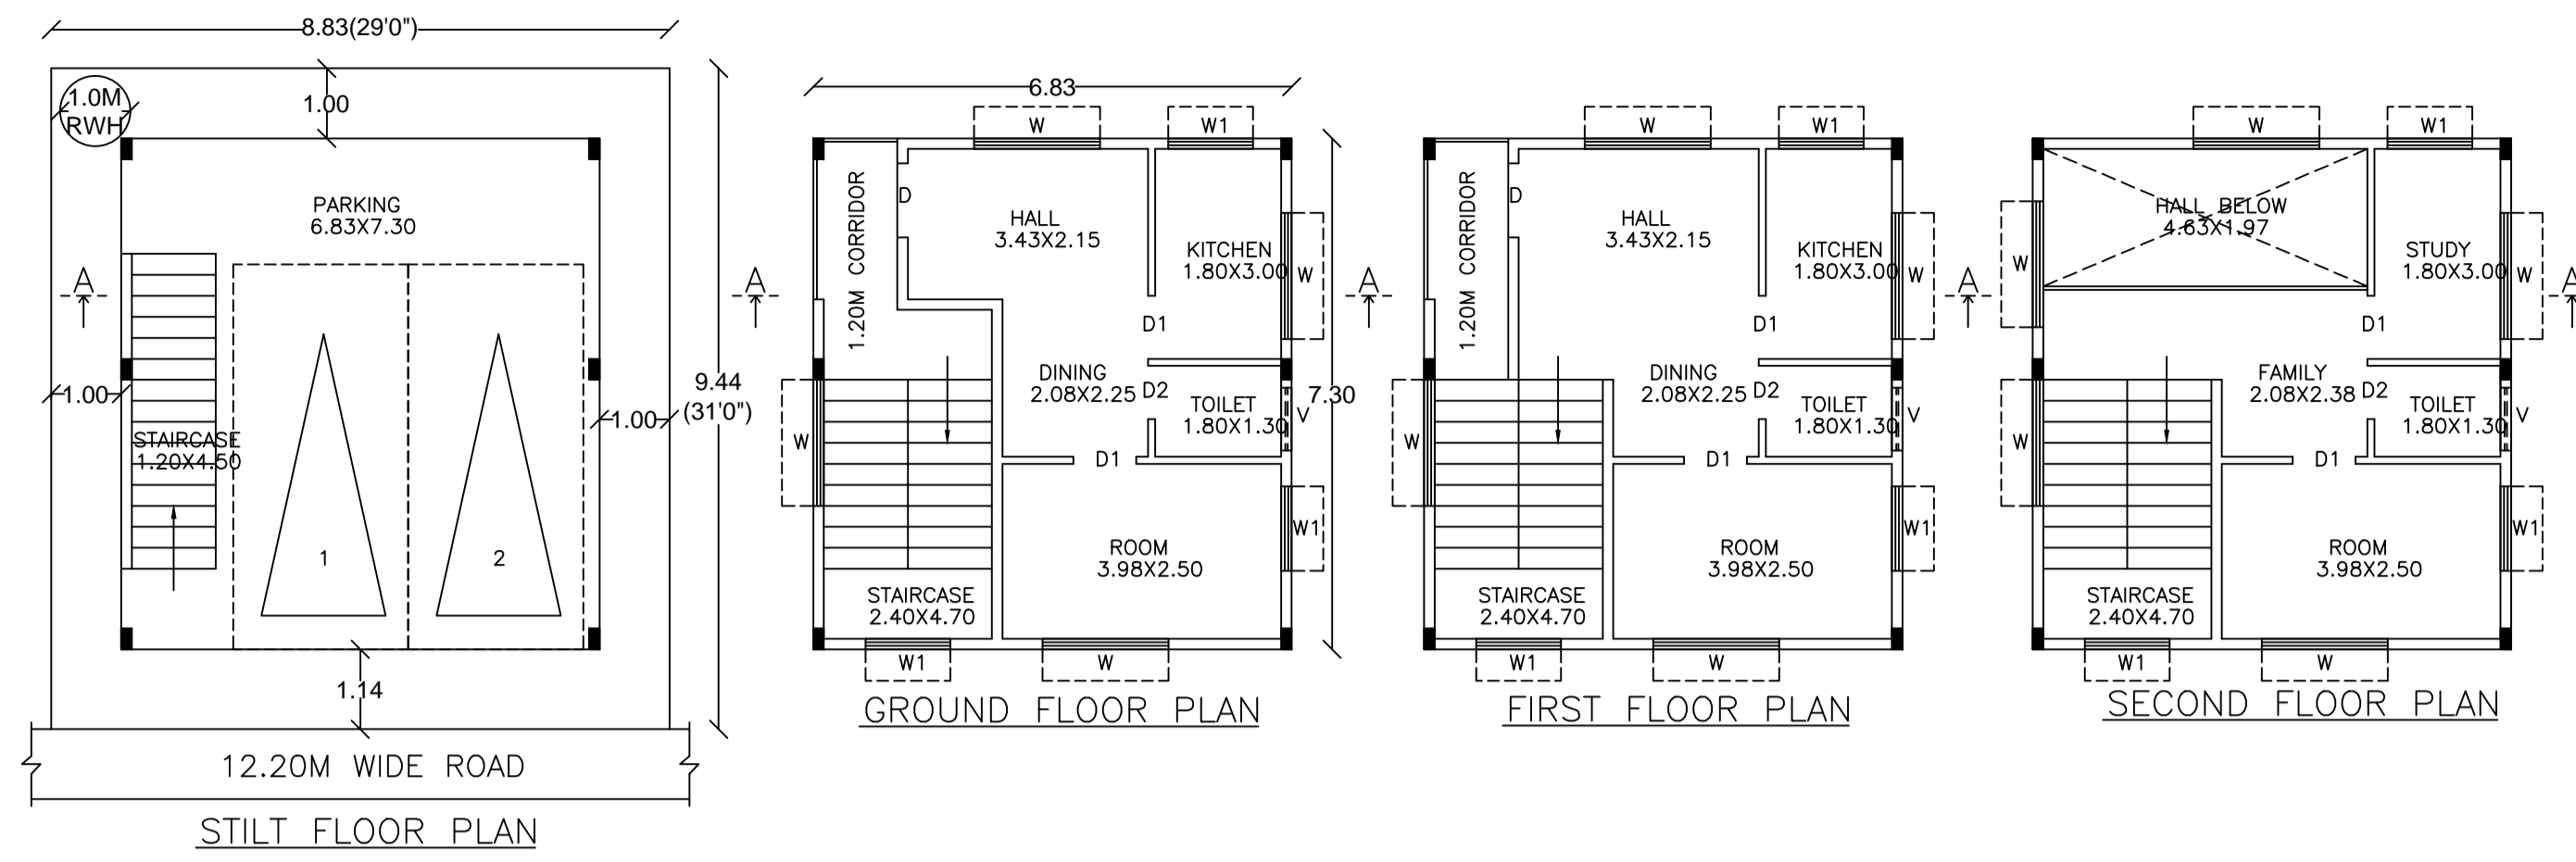 8.83(29'0")
1.0M
RWH
1.00
PARKING
6.83X7.30
A
1.00
STAIRCASE
1.20X4.50
1
2
1.00
9.44
(31'0")
1.14
12.20M WIDE ROAD
STILT FLOOR PLAN
6.83
W
W1
A
1.20M CORRIDOR
D
HALL
3.43X2.15
KITCHEN
1.80X3.00
W
D1
DINING
2.08X2.25
D2
TOILET
1.80X1.30
V
7.30
W
D1
W1
ROOM
3.98X2.50
STAIRCASE
2.40X4.70
W1
W
GROUND FLOOR PLAN
W
W1
A
1.20M CORRIDOR
D
HALL
3.43X2.15
KITCHEN
1.80X3.00
W
D1
DINING
2.08X2.25
D2
TOILET
1.80X1.30
V
W
D1
W1
ROOM
3.98X2.50
STAIRCASE
2.40X4.70
W1
W
FIRST FLOOR PLAN
W
W1
A
HALL BELOW
4.63X1.97
W
STUDY
1.80X3.00
W
A
D1
FAMILY
2.08X2.38
D2
TOILET
1.80X1.30
V
W
D1
W1
ROOM
3.98X2.50
STAIRCASE
2.40X4.70
W1
W
SECOND FLOOR PLAN